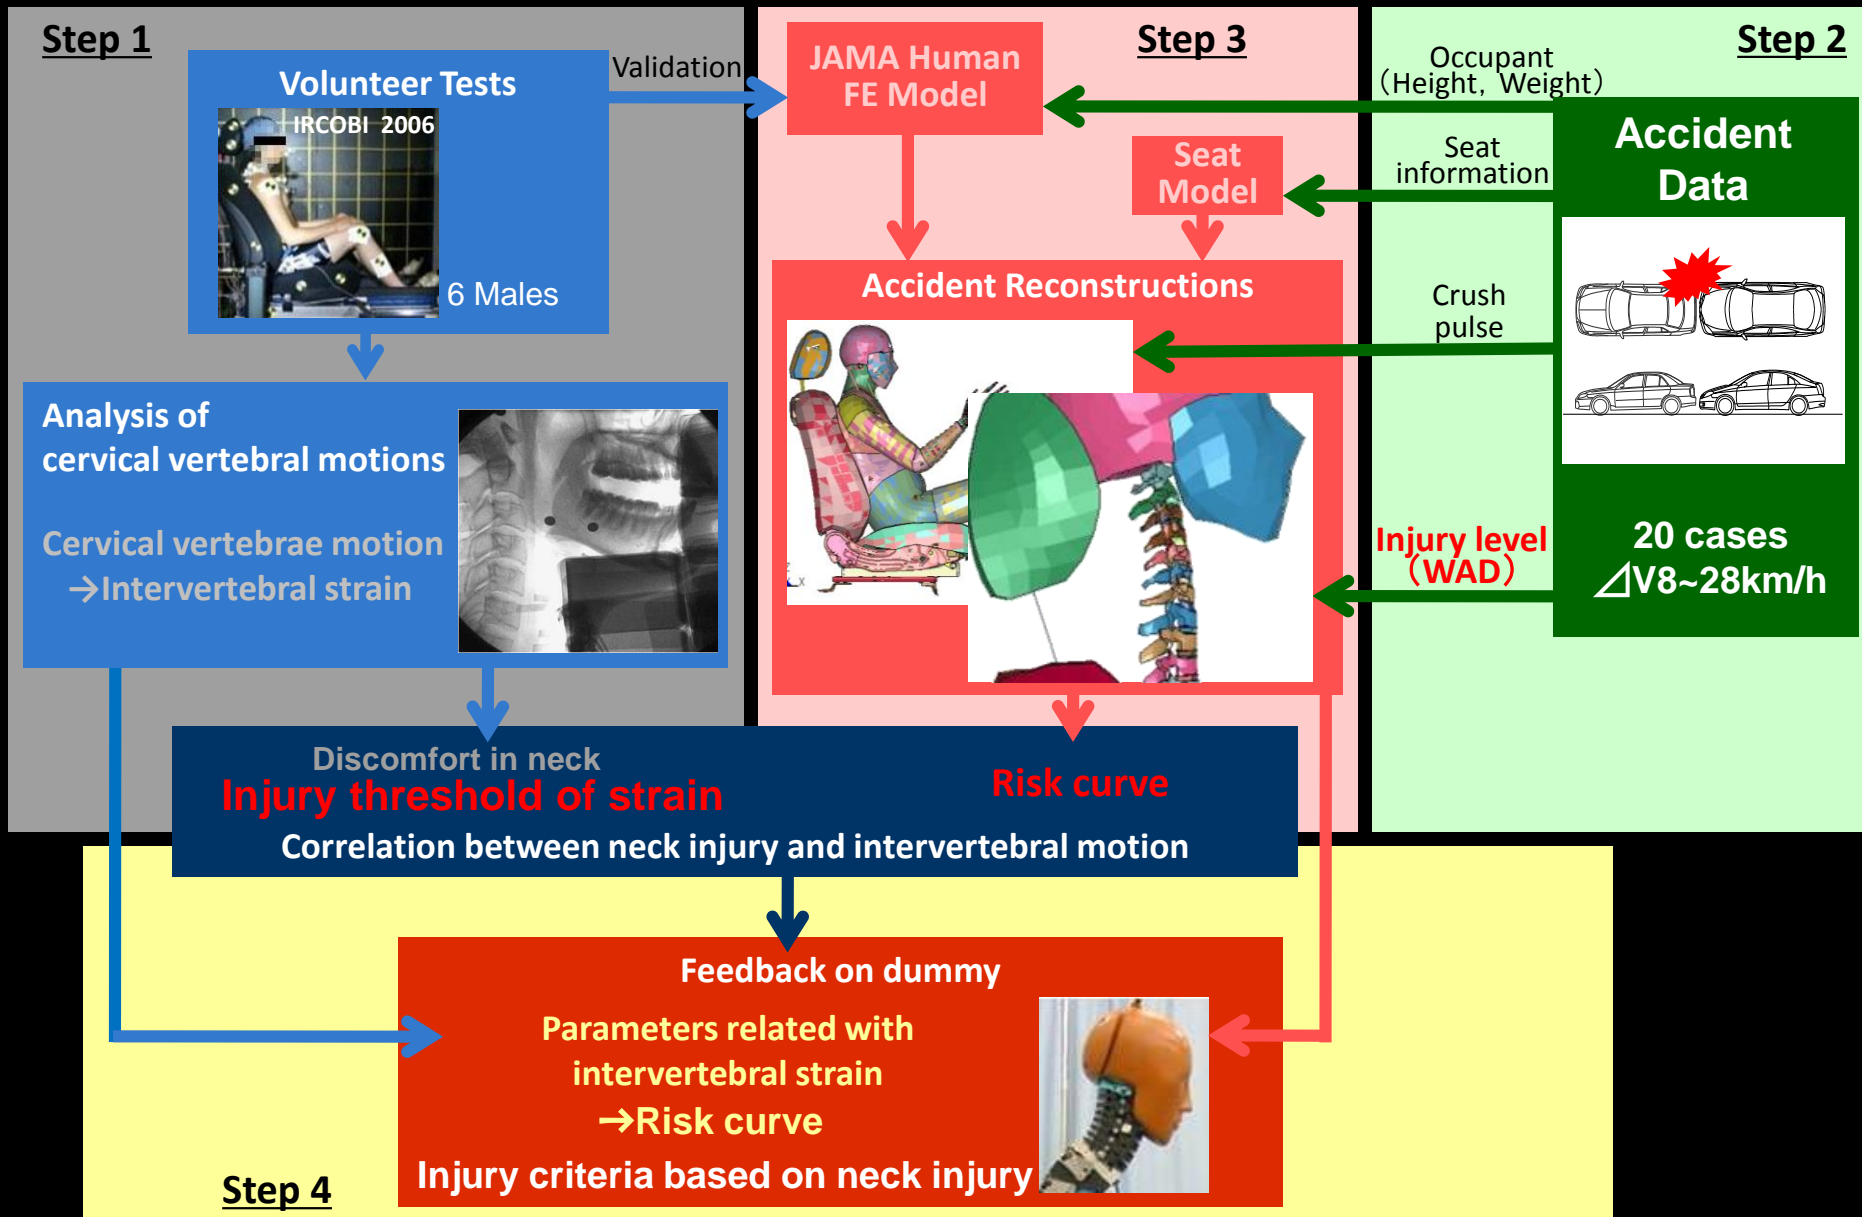 Step 1
Volunteer Tests
IRCOBI 2006
6 Males
Validation
Analysis of
cervical vertebral motions
Cervical vertebrae motion
→Intervertebral strain
Step 3
JAMA Human
FE Model
Seat
Model
Accident Reconstructions
Step 2
Occupant
（Height, Weight）
Seat
information
Crush
pulse
Injury level
（WAD）
Accident
Data
20 cases
⊿V8~28km/h
Discomfort in neck
Injury threshold of strain
Risk curve
Correlation between neck injury and intervertebral motion
Feedback on dummy
Parameters related with
intervertebral strain
→Risk curve
Injury criteria based on neck injury
Step 4